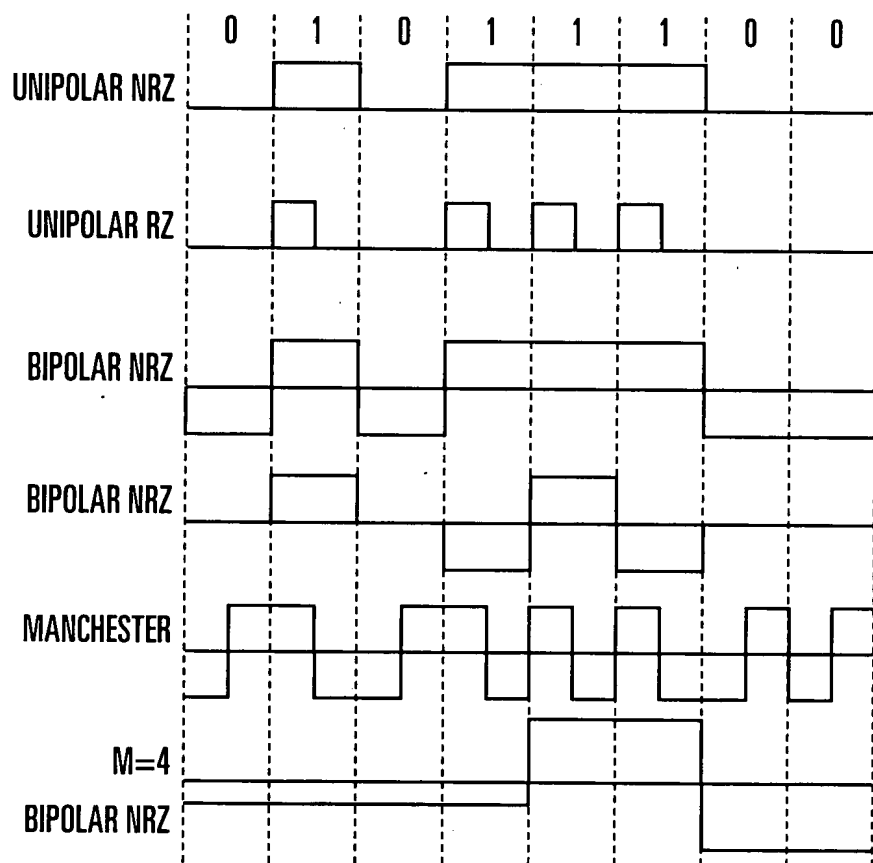 0 1 0 1 1 1 0 0
UNIPOLAR NRZ
UNIPOLAR RZ
BIPOLAR NRZ
BIPOLAR NRZ
MANCHESTER
M=4
BIPOLAR NRZ